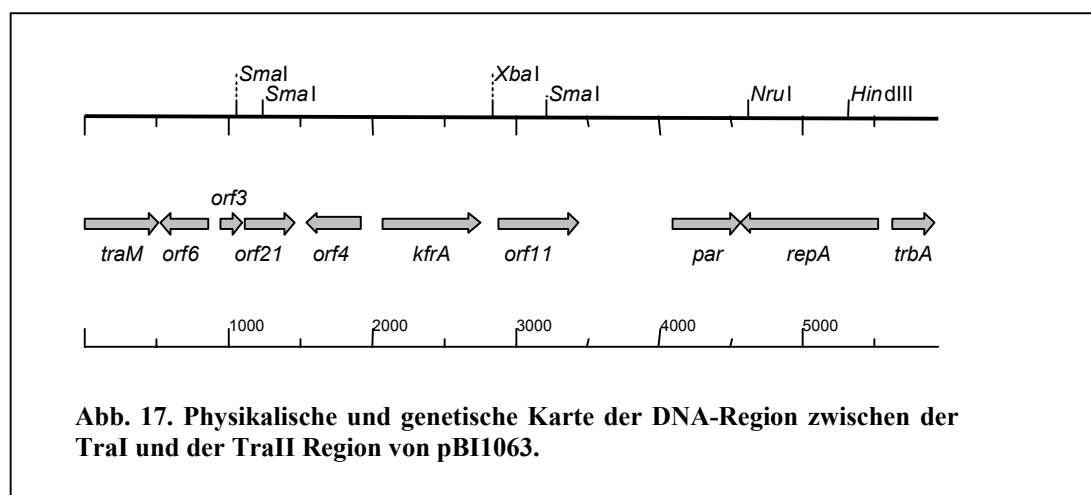 SmaI
SmaI
XbaI
SmaI
NruI
HindIII
orf3
traM orf6 orf21 orf4 kfrA orf11 par repA trbA
1000 2000 3000 4000 5000
Abb. 17. Physikalische und genetische Karte der DNA-Region zwischen der
TraI und der TraII Region von pBI1063.